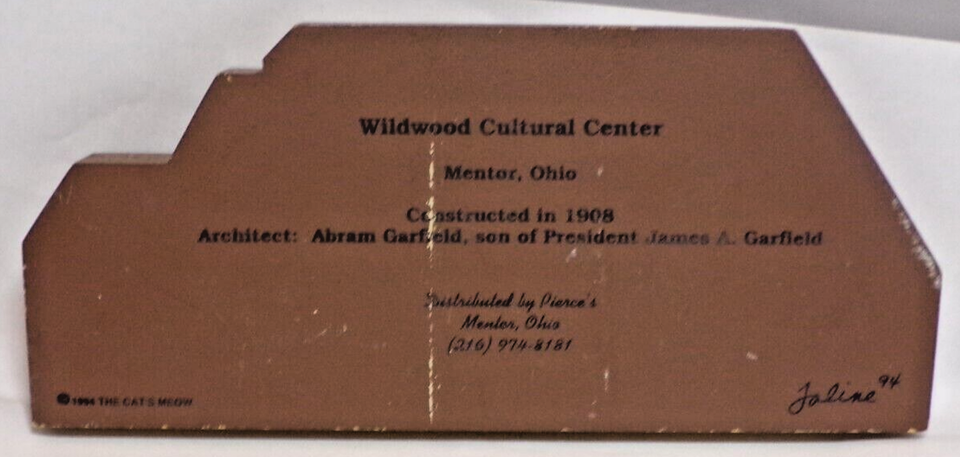 Wildwood Cultural Center
Mentor, Ohio
Constructed in 1908
Architect: Abram Garfield, son of President James A. Garfield
Distributed by Pierce's
Mentor, Ohio
(216) 974-8181
© 1994 THE CAT'S MEOW
Faline 94